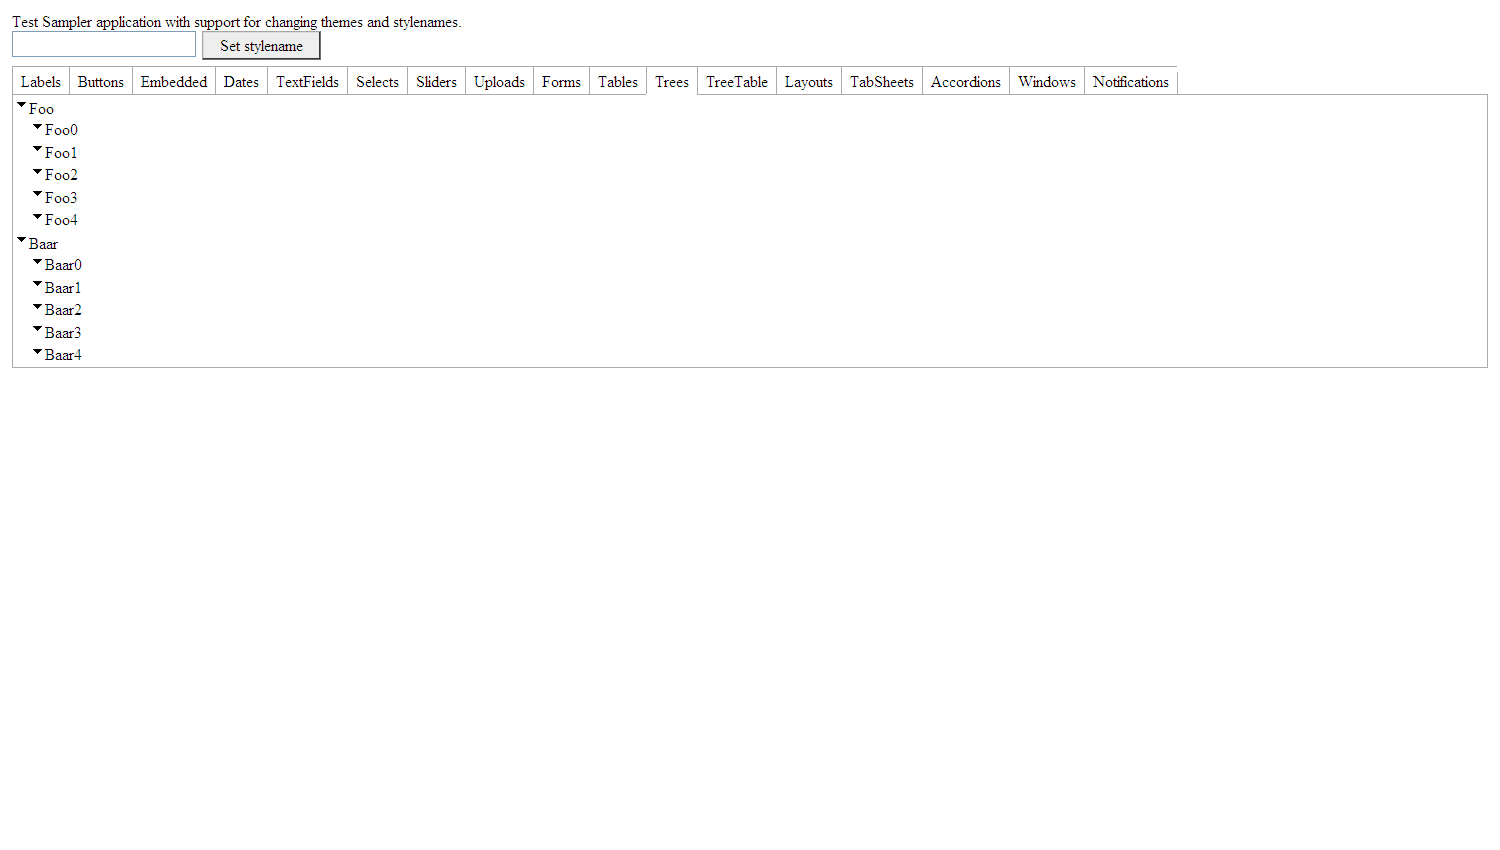 Test Sampler application with support for changing themes and stylenames.
Set stylename
Labels Buttons Embedded Dates TextFields Selects Sliders Uploads Forms Tables Trees TreeTable Layouts TabSheets Accordions Windows Notifications
Foo
Foo0
Foo1
Foo2
Foo3
Foo4
Baar
Baar0
Baar1
Baar2
Baar3
Baar4